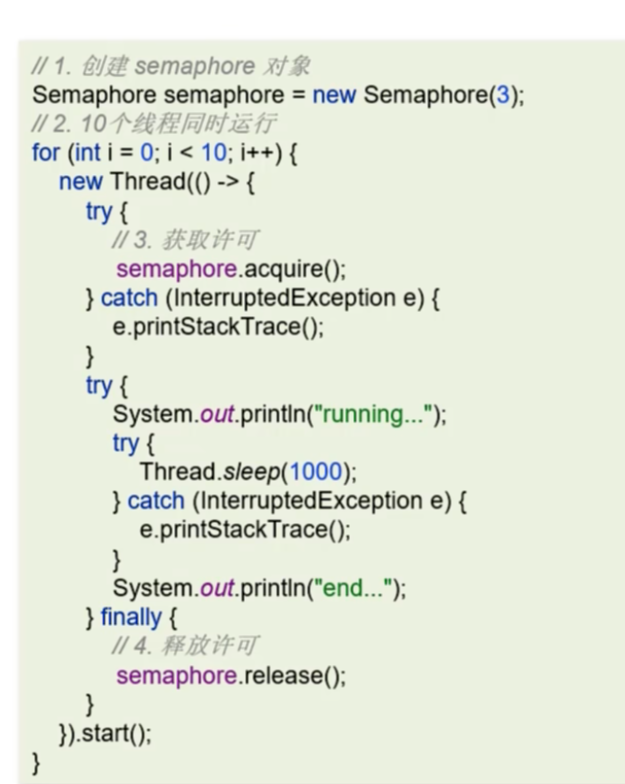 // 1. 创建 semaphore 对象
Semaphore semaphore = new Semaphore(3);
// 2. 10个线程同时运行
for (int i = 0; i < 10; i++) {
new Thread(() -> {
try {
// 3. 获取许可
semaphore.acquire();
} catch (InterruptedException e) {
e.printStackTrace();
}
try {
System.out.println("running...");
try {
Thread.sleep(1000);
} catch (InterruptedException e) {
e.printStackTrace();
}
System.out.println("end...");
} finally {
// 4. 释放许可
semaphore.release();
}
}).start();
}